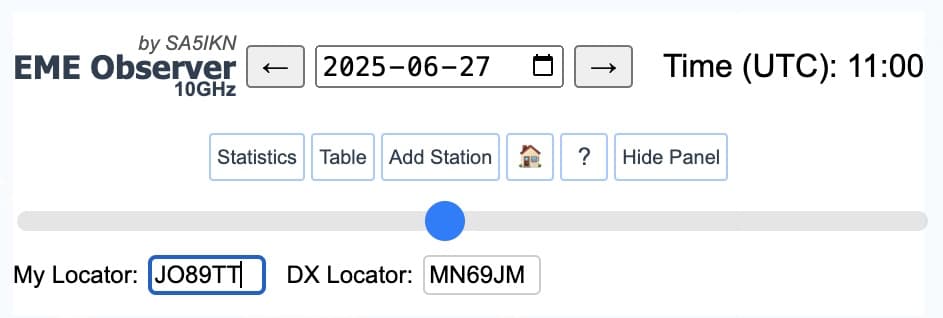 by SA5IKN
EME Observer
10GHz
← 2025-06-27 → Time (UTC): 11:00
Statistics Table Add Station ? Hide Panel
My Locator: JO89TT DX Locator: MN69JM